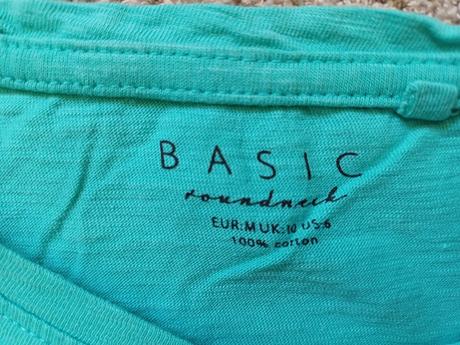 BASIC
roundneck
EUR:M UK:10 US:6
100% cotton